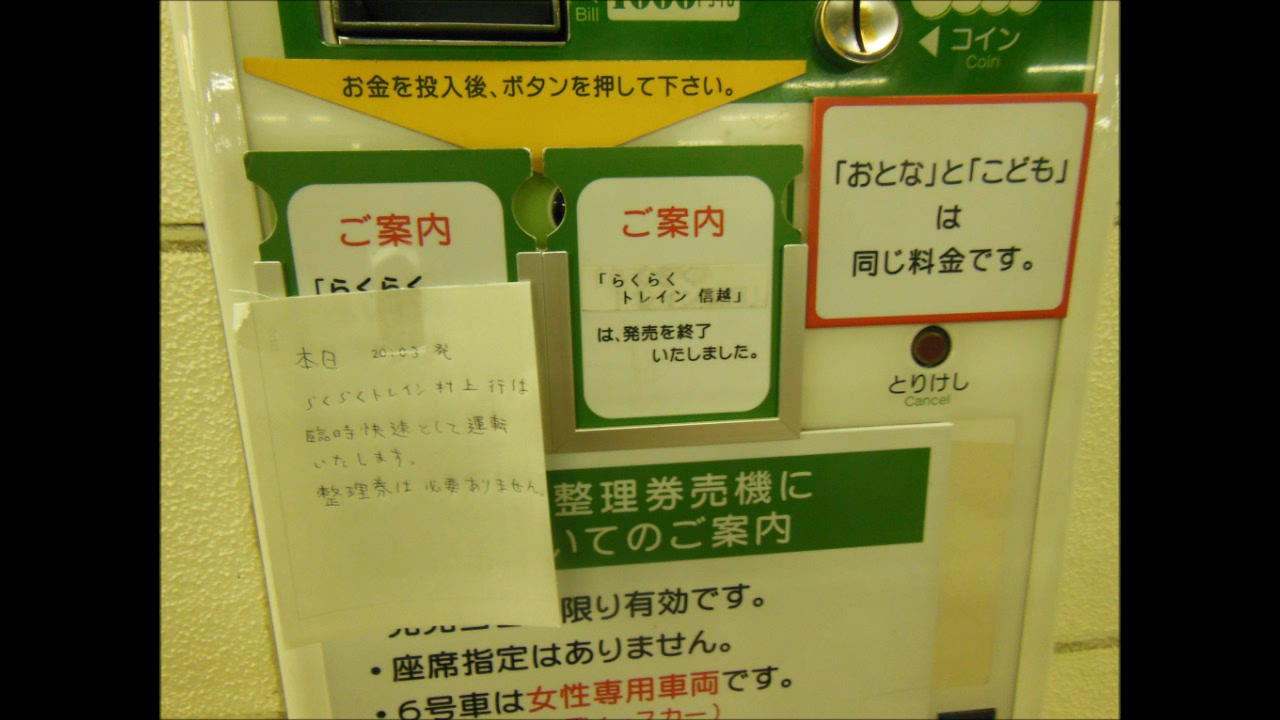 Bill
1000円札
コイン
Coin
お金を投入後、ボタンを押して下さい。
ご案内
「らくらく
ご案内
「らくらく
トレイン 信越」
は、発売を終了
いたしました。
「おとな」と「こども」
は
同じ料金です。
とりけし
Cancel
本日 20:03 発
らくらくトレイン 村上 行は
臨時快速として運転
いたします。
整理券は必要ありません。
整理券売機に
いてのご案内
限り有効です。
・座席指定はありません。
・6号車は女性専用車両です。